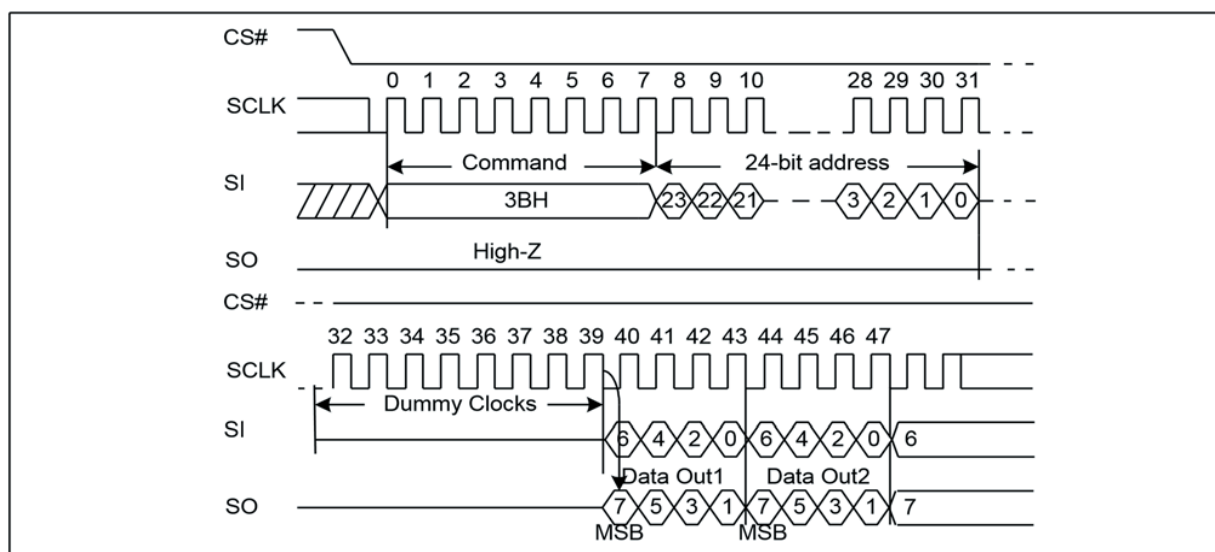 CS#
0 1 2 3 4 5 6 7 8 9 10 28 29 30 31
SCLK
Command 24-bit address
SI
3BH 23 22 21 3 2 1 0
High-Z
SO
CS#
32 33 34 35 36 37 38 39 40 41 42 43 44 45 46 47
SCLK
Dummy Clocks
SI
6 4 2 0 6 4 2 0 6
Data Out1 Data Out2
SO
7 5 3 1 7 5 3 1 7
MSB MSB